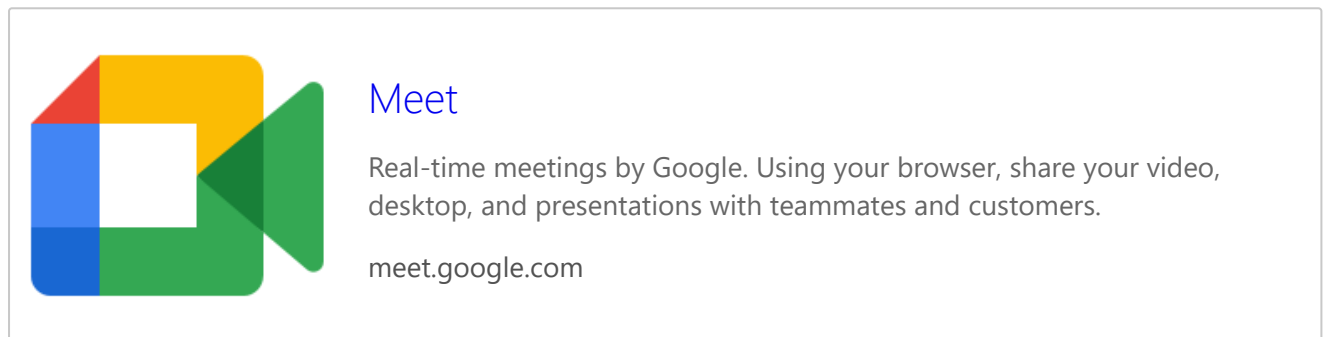 Meet
Real-time meetings by Google. Using your browser, share your video,
desktop, and presentations with teammates and customers.
meet.google.com